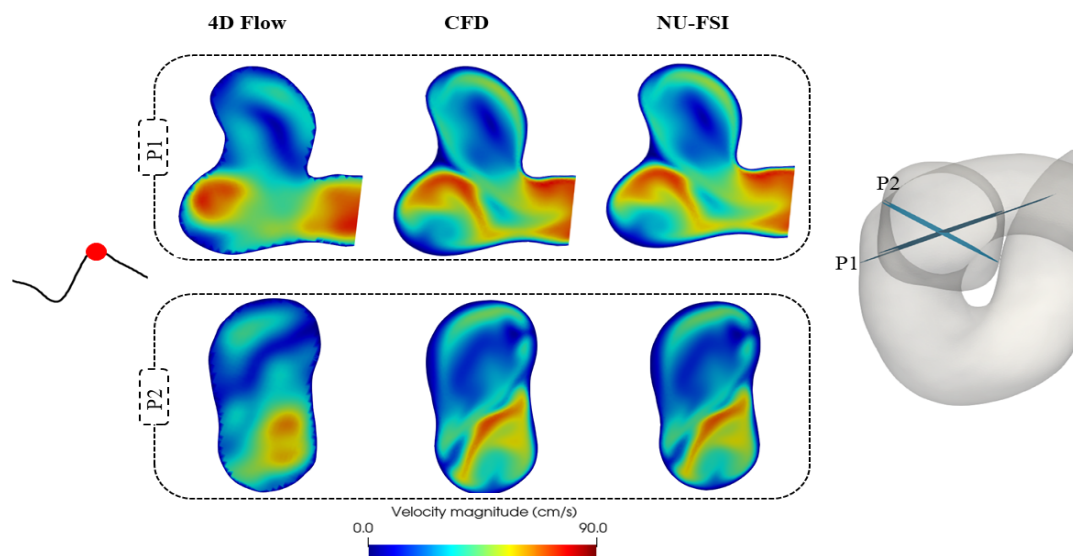 4D Flow
CFD
NU-FSI
P1
P2
P2
P1
Velocity magnitude (cm/s)
0.0
90.0